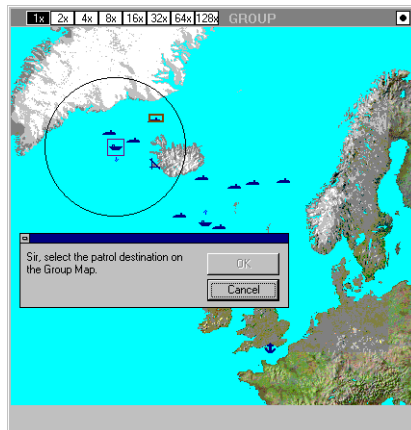 1x 2x 4x 8x 16x 32x 64x 128x GROUP
Sir, select the patrol destination on
the Group Map.
OK
Cancel